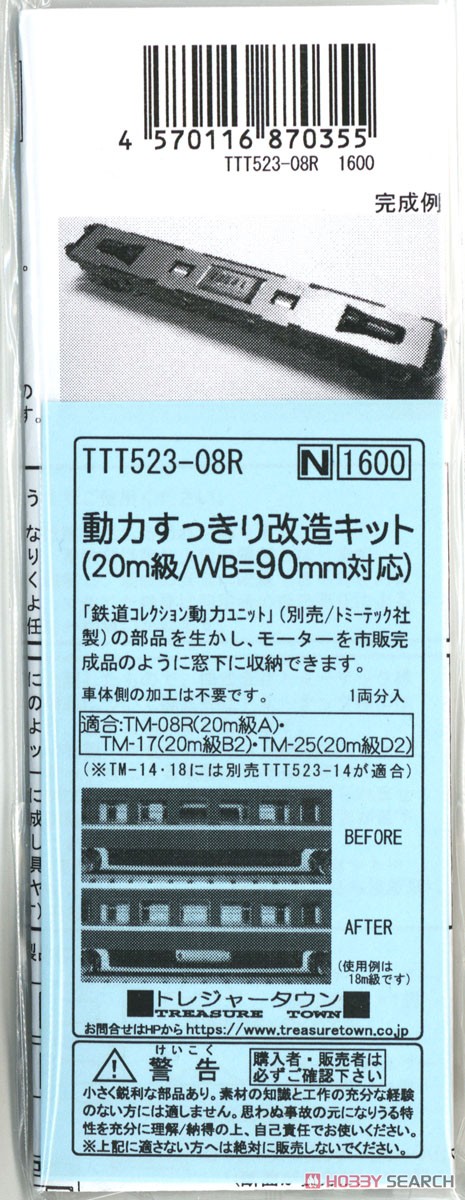 4 570116 870355
TTT523-08R 1600
完成例
TTT523-08R N 1600
動力すっきり改造キット
(20m級/WB=90mm対応)
「鉄道コレクション動力ユニット」(別売/トミーテック社
製)の部品を生かし、モーターを市販完
成品のように窓下に収納できます。
車体側の加工は不要です。 1両分入
適合:TM-08R(20m級A)・
TM-17(20m級B2)・TM-25(20m級D2)
(※TM-14・18には別売TTT523-14が適合)
BEFORE
AFTER
(使用例は
18m級です)
■トレジャータウン■
TREASURE TOWN
お問合せはHPから https://www.treasuretown.co.jp
けいこく
警告
購入者・販売者は
必ずご確認下さい
小さく鋭利な部品あり。素材の知識と工作の充分な経験
のない方には適しません。思わぬ事故の元になりうる特
性を充分に理解/納得の上、自己責任でお使いください。
※上記に適さない方へは絶対に販売しないでください。
HOBBY SEARCH